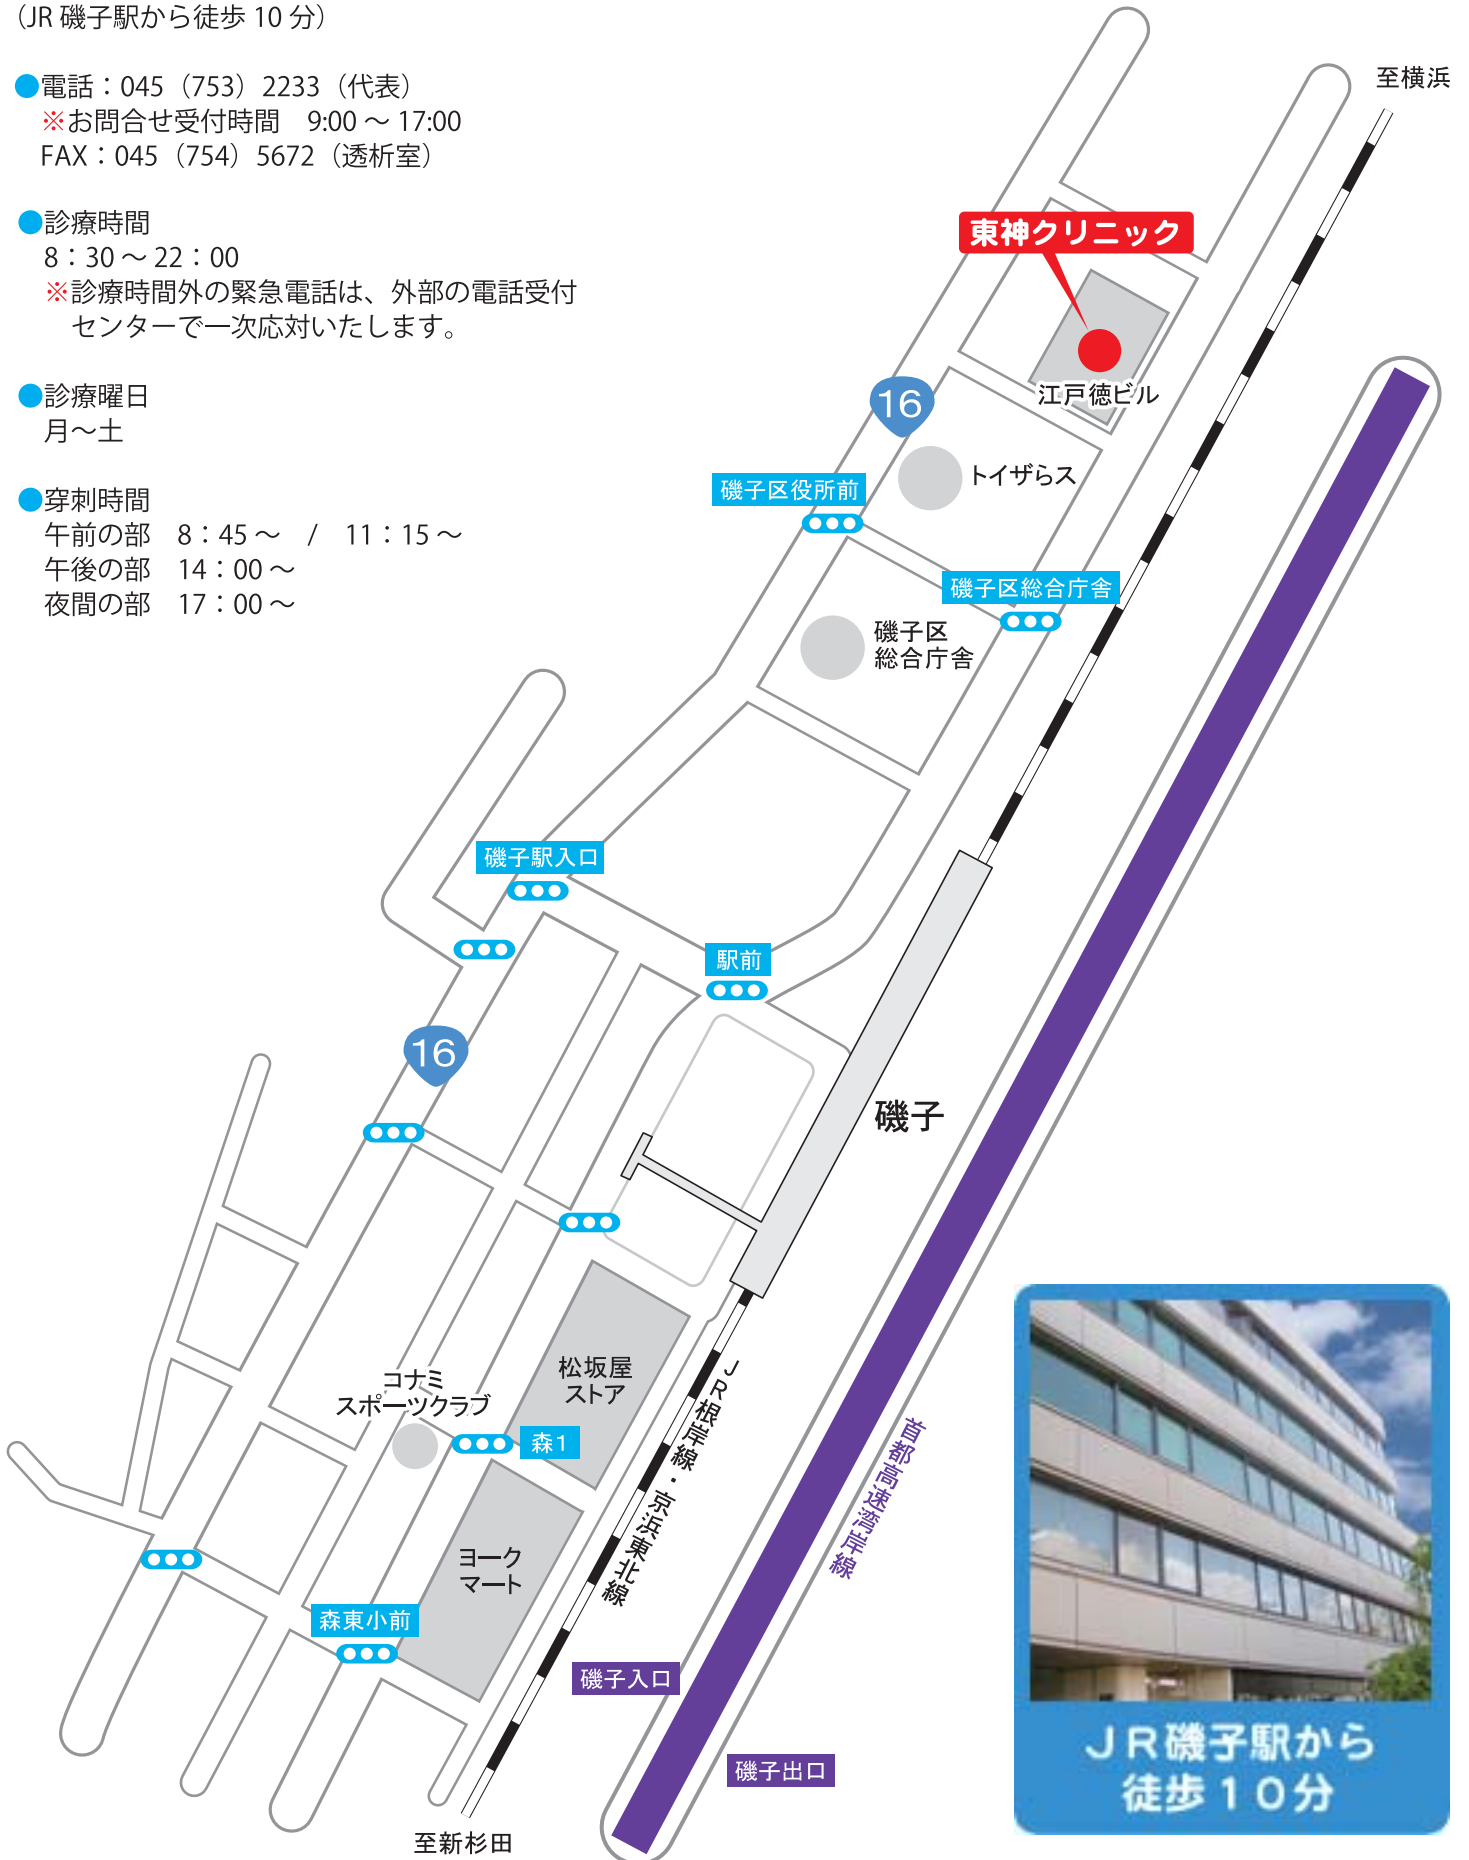 （JR 磯子駅から徒歩 10 分）
●電話：045（753）2233（代表）
※お問合せ受付時間　9:00 ～ 17:00
FAX：045（754）5672（透析室）
●診療時間
8：30 ～ 22：00
※診療時間外の緊急電話は、外部の電話受付
センターで一次応対いたします。
●診療曜日
月～土
●穿刺時間
午前の部　8：45 ～　/　11：15 ～
午後の部　14：00 ～
夜間の部　17：00 ～
至横浜
東神クリニック
江戸徳ビル
16
トイザらス
磯子区役所前
磯子区総合庁舎
磯子区
総合庁舎
磯子駅入口
駅前
16
磯子
松坂屋
ストア
コナミ
スポーツクラブ
森1
ヨーク
マート
森東小前
JR根岸線・京浜東北線
首都高速湾岸線
磯子入口
磯子出口
至新杉田
ＪＲ磯子駅から
徒歩１０分